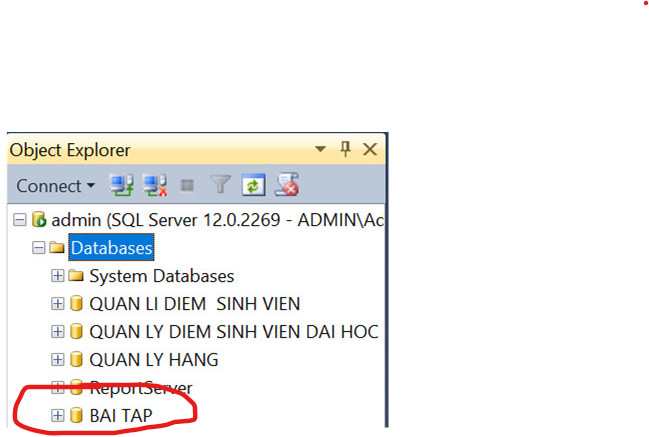 Object Explorer
Connect
admin (SQL Server 12.0.2269 - ADMIN\Ac
Databases
System Databases
QUAN LI DIEM  SINH VIEN
QUAN LY DIEM SINH VIEN DAI HOC
QUAN LY HANG
ReportServer
BAI TAP